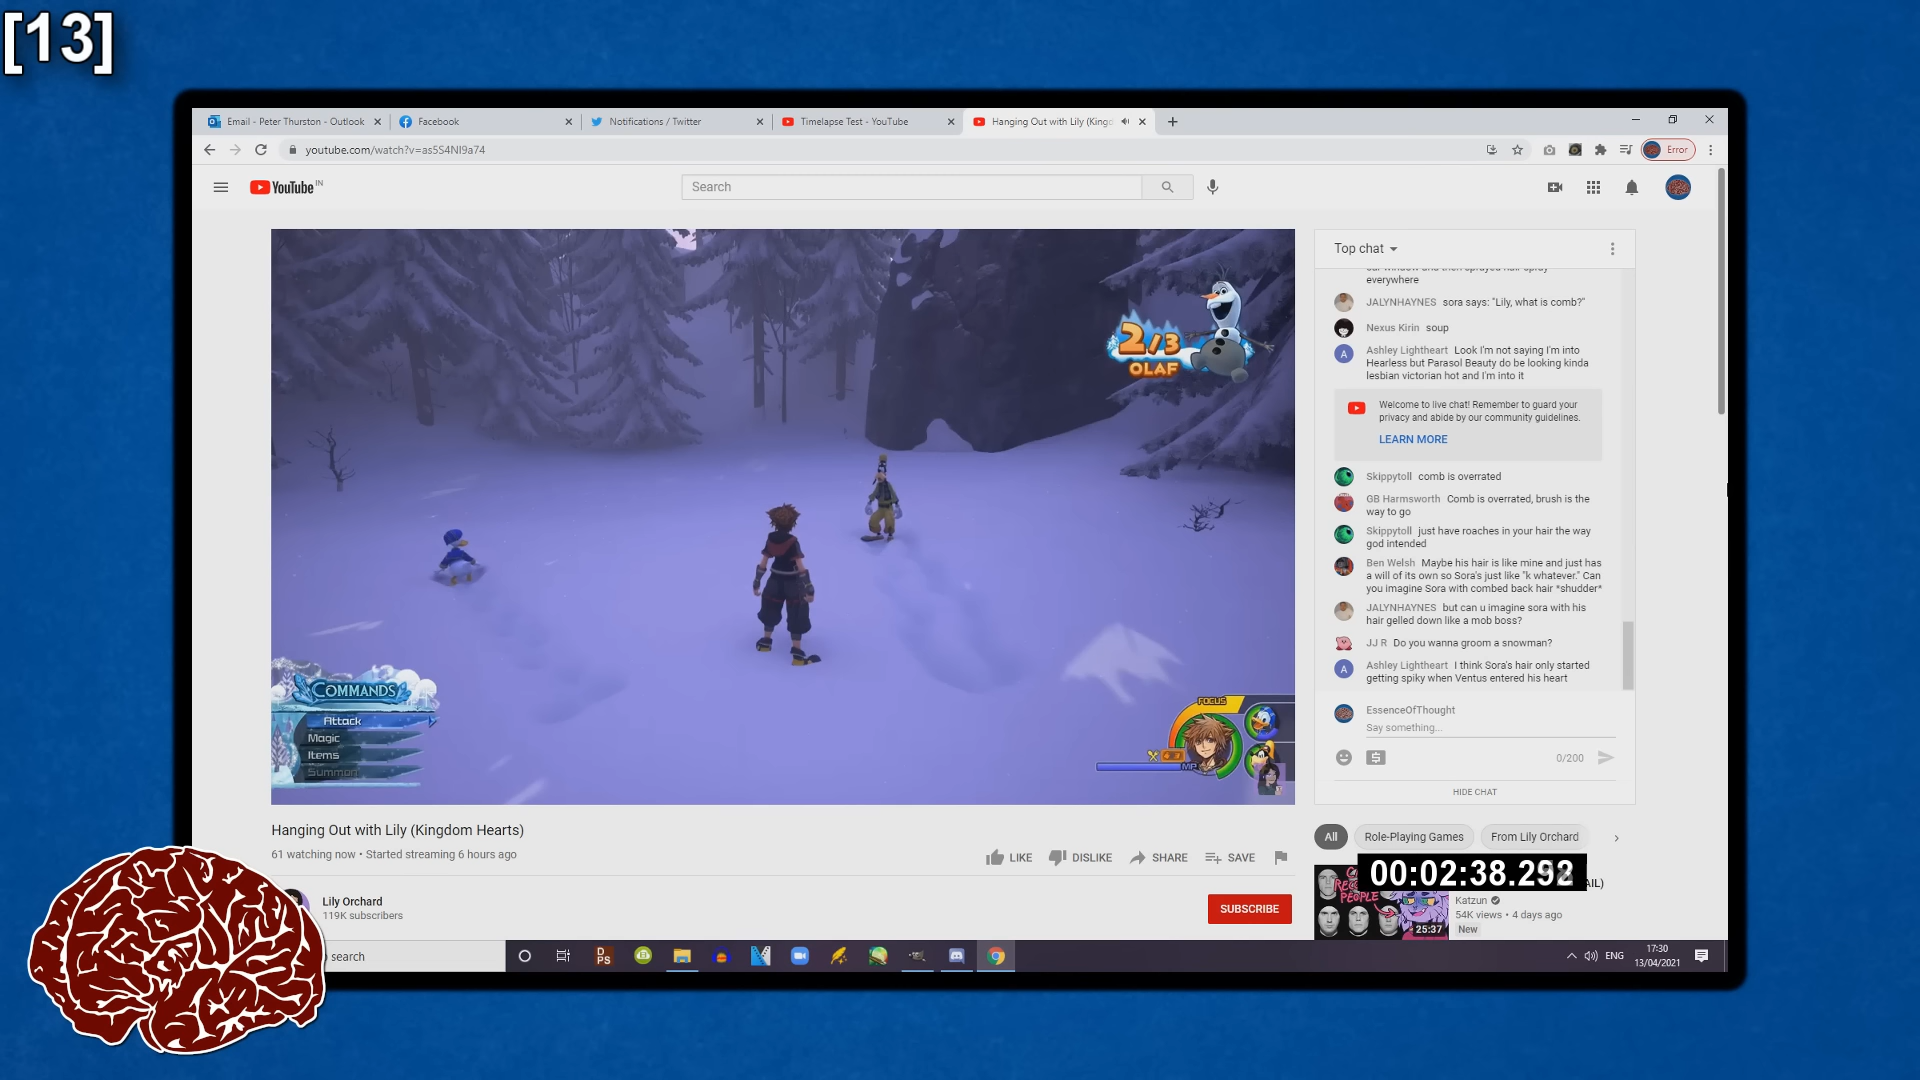 [13]
Email - Peter Thurston - Outlook
Facebook
Notifications / Twitter
Timelapse Test - YouTube
Hanging Out with Lily (Kingd
youtube.com/watch?v=as5S4NI9a74
Error
YouTube IN
Search
2/3
OLAF
COMMANDS
Attack
Magic
Items
Summon
FOCUS
MP
Top chat
everywhere
JALYNHAYNES sora says: "Lily, what is comb?"
Nexus Kirin soup
A
Ashley Lightheart Look I'm not saying I'm into
Hearless but Parasol Beauty do be looking kinda
lesbian victorian hot and I'm into it
Welcome to live chat! Remember to guard your
privacy and abide by our community guidelines.
LEARN MORE
Skippytoll comb is overrated
GB Harmsworth Comb is overrated, brush is the
way to go
Skippytoll just have roaches in your hair the way
god intended
Ben Welsh Maybe his hair is like mine and just has
a will of its own so Sora's just like "k whatever." Can
you imagine Sora with combed back hair *shudder*
JALYNHAYNES but can u imagine sora with his
hair gelled down like a mob boss?
JJ R Do you wanna groom a snowman?
A
Ashley Lightheart I think Sora's hair only started
getting spiky when Ventus entered his heart
EssenceOfThought
Say something...
0/200
HIDE CHAT
Hanging Out with Lily (Kingdom Hearts)
61 watching now • Started streaming 6 hours ago
LIKE
DISLIKE
SHARE
SAVE
Lily Orchard
119K subscribers
SUBSCRIBE
All
Role-Playing Games
From Lily Orchard
00:02:38.292
AIL)
PEOPLE
25:37
Katzun
54K views • 4 days ago
New
search
D
PS
ENG
17:30
13/04/2021